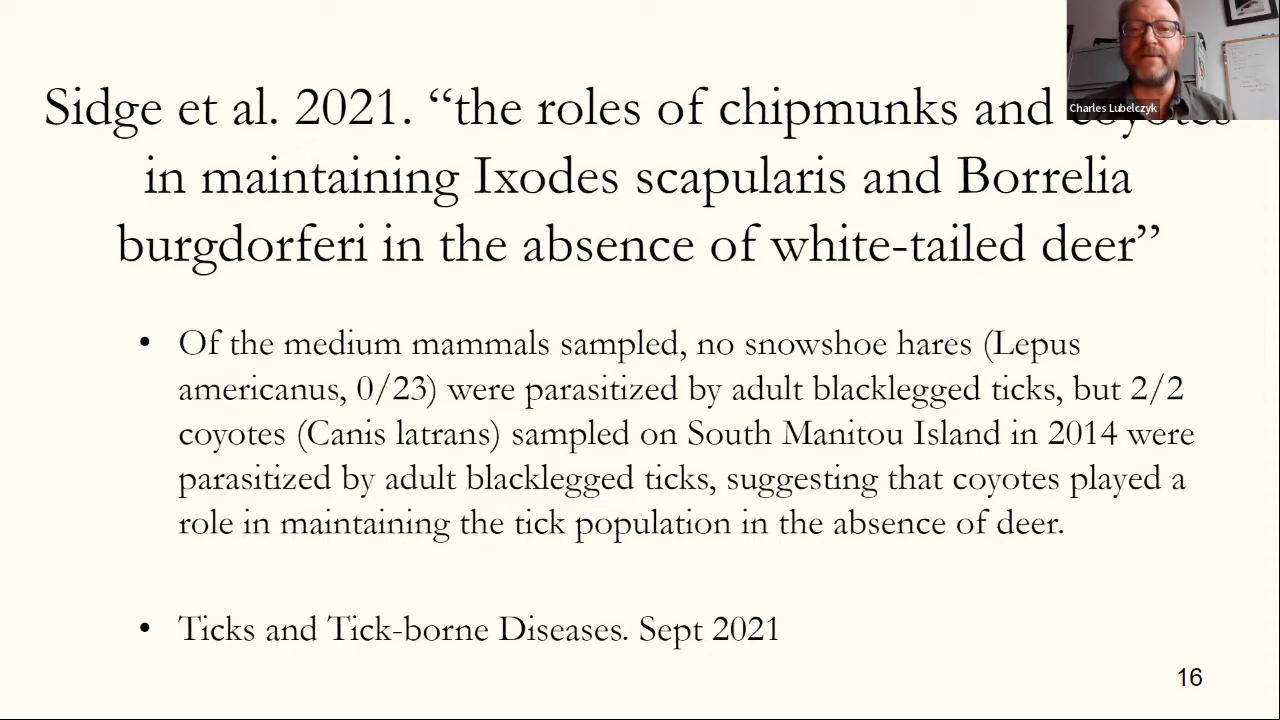 Sidge et al. 2021. “the roles of chipmunks and coyotes
in maintaining Ixodes scapularis and Borrelia
burgdorferi in the absence of white-tailed deer”
Charles Lubelczyk
• Of the medium mammals sampled, no snowshoe hares (Lepus
americanus, 0/23) were parasitized by adult blacklegged ticks, but 2/2
coyotes (Canis latrans) sampled on South Manitou Island in 2014 were
parasitized by adult blacklegged ticks, suggesting that coyotes played a
role in maintaining the tick population in the absence of deer.
• Ticks and Tick-borne Diseases. Sept 2021
16